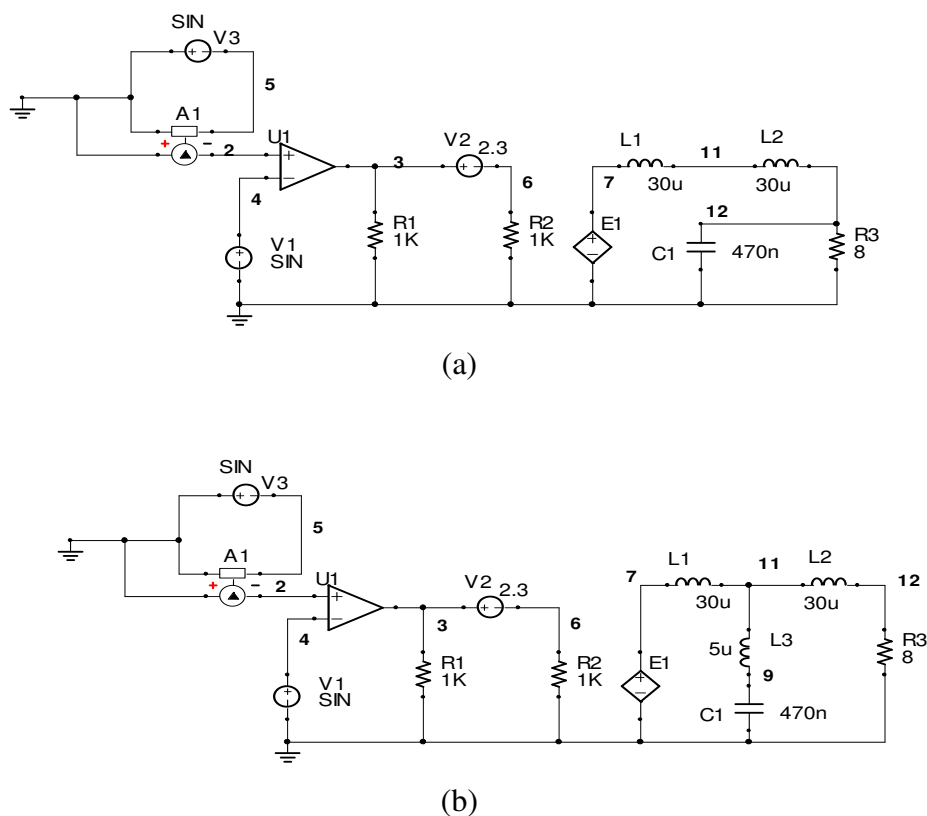 SIN
V3
5
A1
+ −
2
U1
+
−
4
V1
SIN
3
V2
2.3
6
R1
1K
R2
1K
7
L1
30u
11
L2
30u
12
E1
C1
470n
R3
8
(a)
SIN
V3
5
A1
+ −
2
U1
+
−
4
V1
SIN
3
V2
2.3
6
R1
1K
R2
1K
7
L1
30u
11
L2
30u
12
5u
L3
9
E1
C1
470n
R3
8
(b)